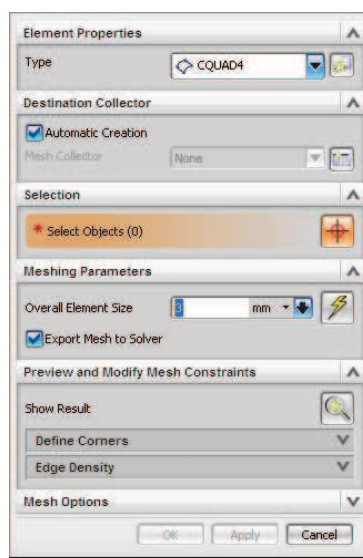 Element Properties
Type CQUAD4
Destination Collector
Automatic Creation
Mesh Collector None
Selection
* Select Objects (0)
Meshing Parameters
Overall Element Size 3 mm
Export Mesh to Solver
Preview and Modify Mesh Constraints
Show Result
Define Corners
Edge Density
Mesh Options
OK Apply Cancel